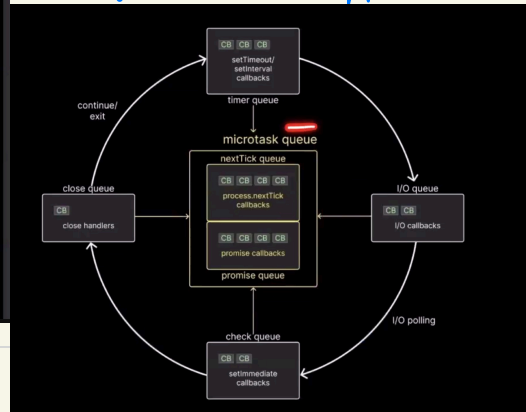 CB CB CB
setTimeout/
setInterval
callbacks
timer queue
continue/
exit
microtask queue
nextTick queue
CB CB CB CB
process.nextTick
callbacks
CB CB CB CB
promise callbacks
promise queue
close queue
CB
close handlers
I/O queue
CB CB
I/O callbacks
I/O polling
check queue
CB CB
setImmediate
callbacks